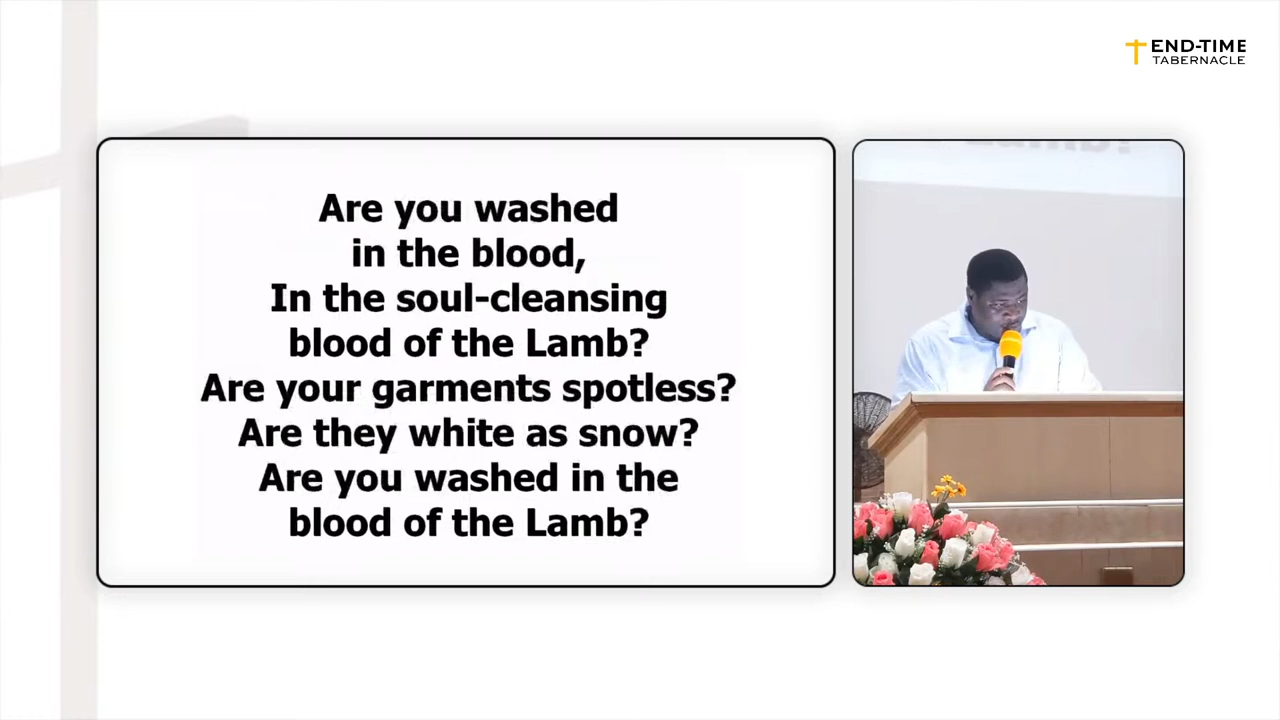 END-TIME
TABERNACLE
Are you washed
in the blood,
In the soul-cleansing
blood of the Lamb?
Are your garments spotless?
Are they white as snow?
Are you washed in the
blood of the Lamb?